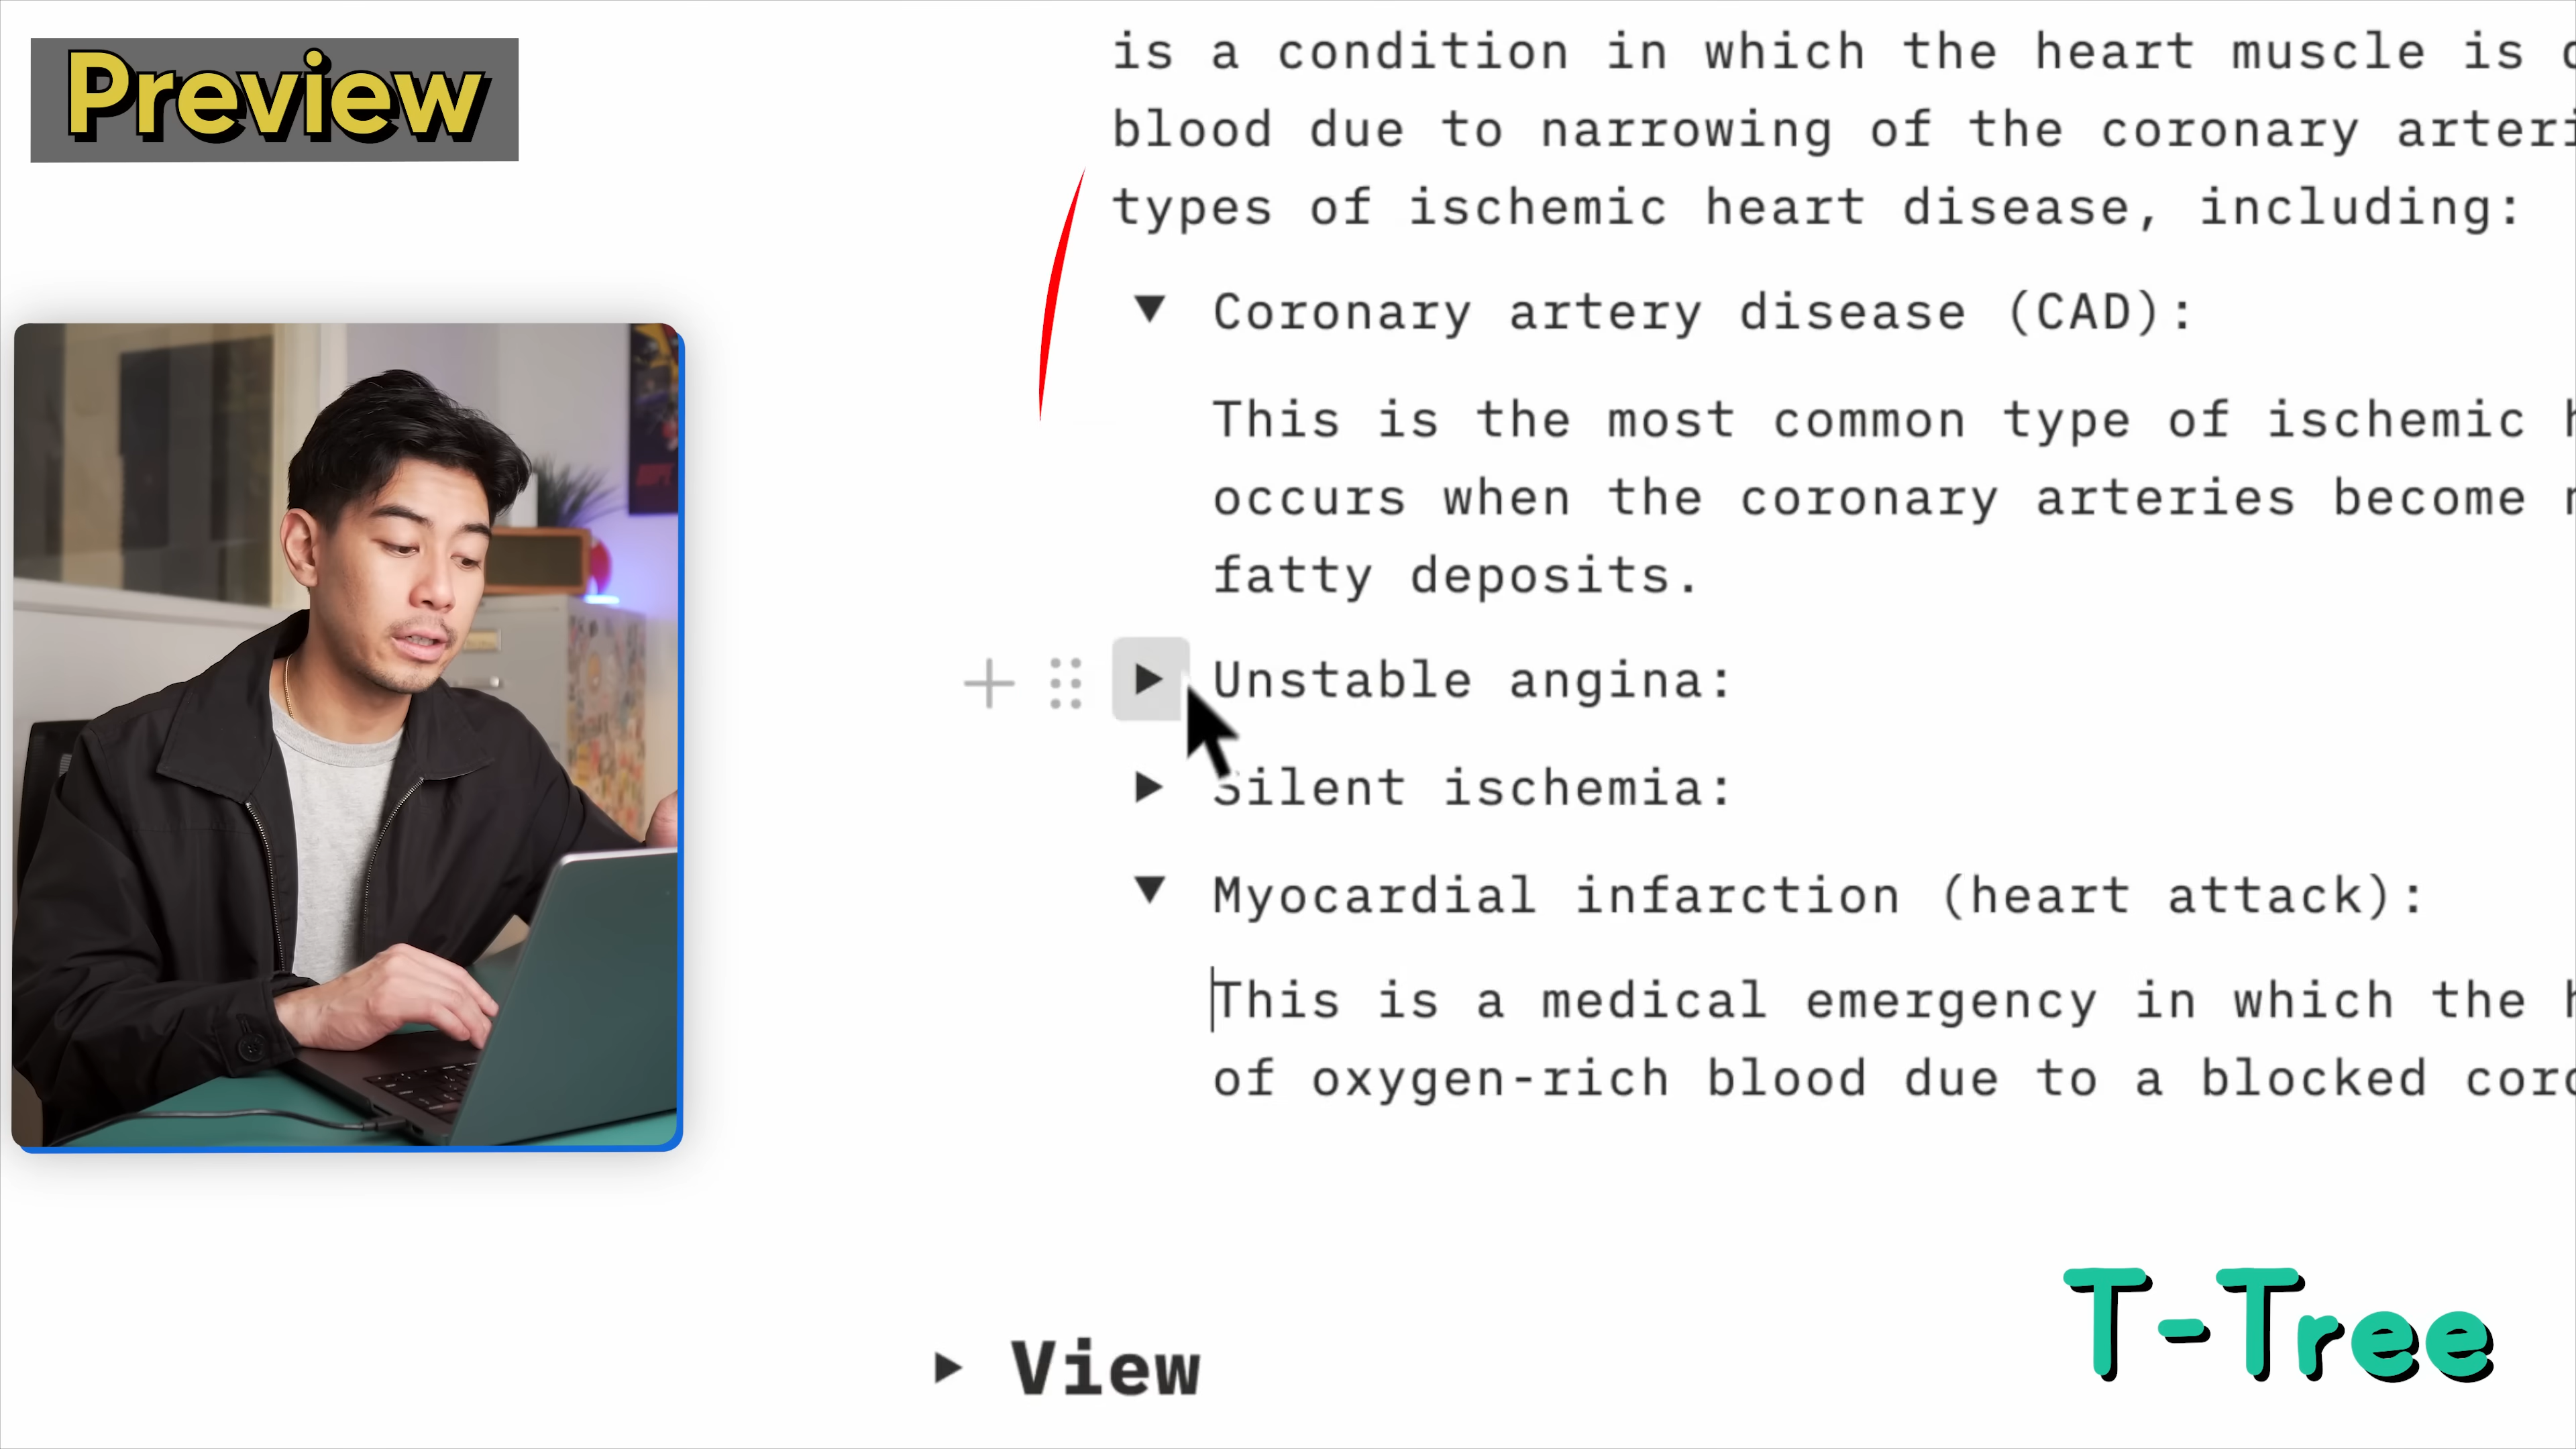 Preview
is a condition in which the heart muscle is
blood due to narrowing of the coronary
types of ischemic heart disease, including:
Coronary artery disease (CAD):
This is the most common type of ischemic
occurs when the coronary arteries become
fatty deposits.
Unstable angina:
Silent ischemia:
Myocardial infarction (heart attack):
This is a medical emergency in which the
of oxygen-rich blood due to a blocked
View
T-Tree